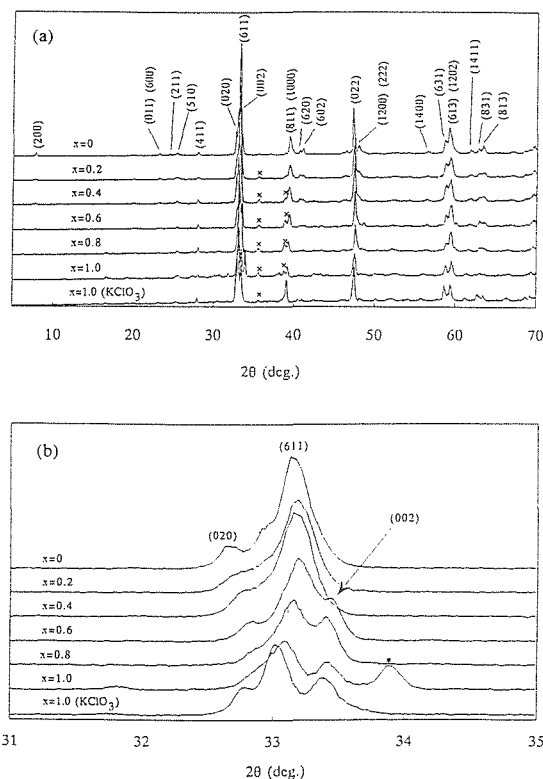 (a)
(611)
(200)
(011) (600)
(211)
(510)
(411)
(020)
(002)
(811) (1000)
(620)
(602)
(022)
(1200) (222)
(1400)
(631)
(613) (1202)
(1411)
(831)
(813)
x=0
x=0.2
x=0.4
x=0.6
x=0.8
x=1.0
x=1.0 (KClO3)
x
x
x
x
x
x
x
x
x
x
10 20 30 40 50 60 70
2θ (deg.)
(b)
(611)
(020)
(002)
x=0
x=0.2
x=0.4
x=0.6
x=0.8
x=1.0
*
x=1.0 (KClO3)
31 32 33 34 35
2θ (deg.)